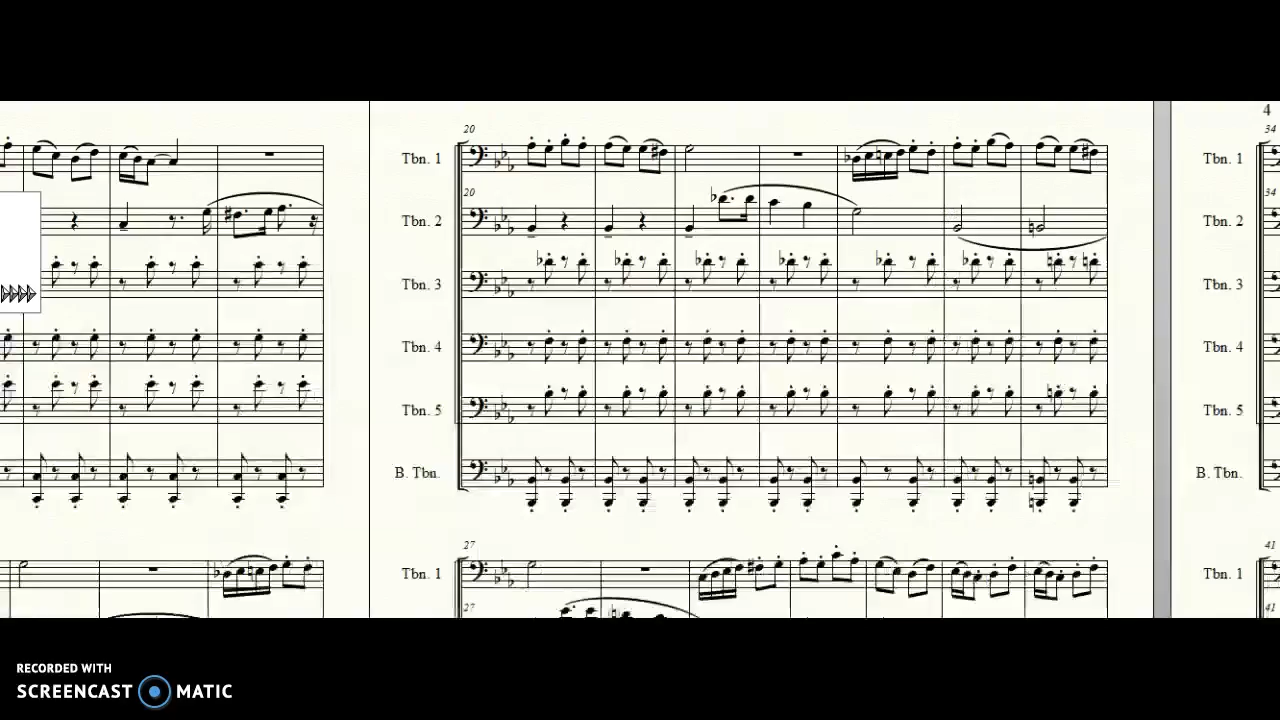 4
20
34
Tbn. 1
Tbn. 1
20
34
Tbn. 2
Tbn. 2
Tbn. 3
Tbn. 3
Tbn. 4
Tbn. 4
Tbn. 5
Tbn. 5
B. Tbn.
B. Tbn.
27
41
Tbn. 1
Tbn. 1
27
41
RECORDED WITH
SCREENCAST MATIC